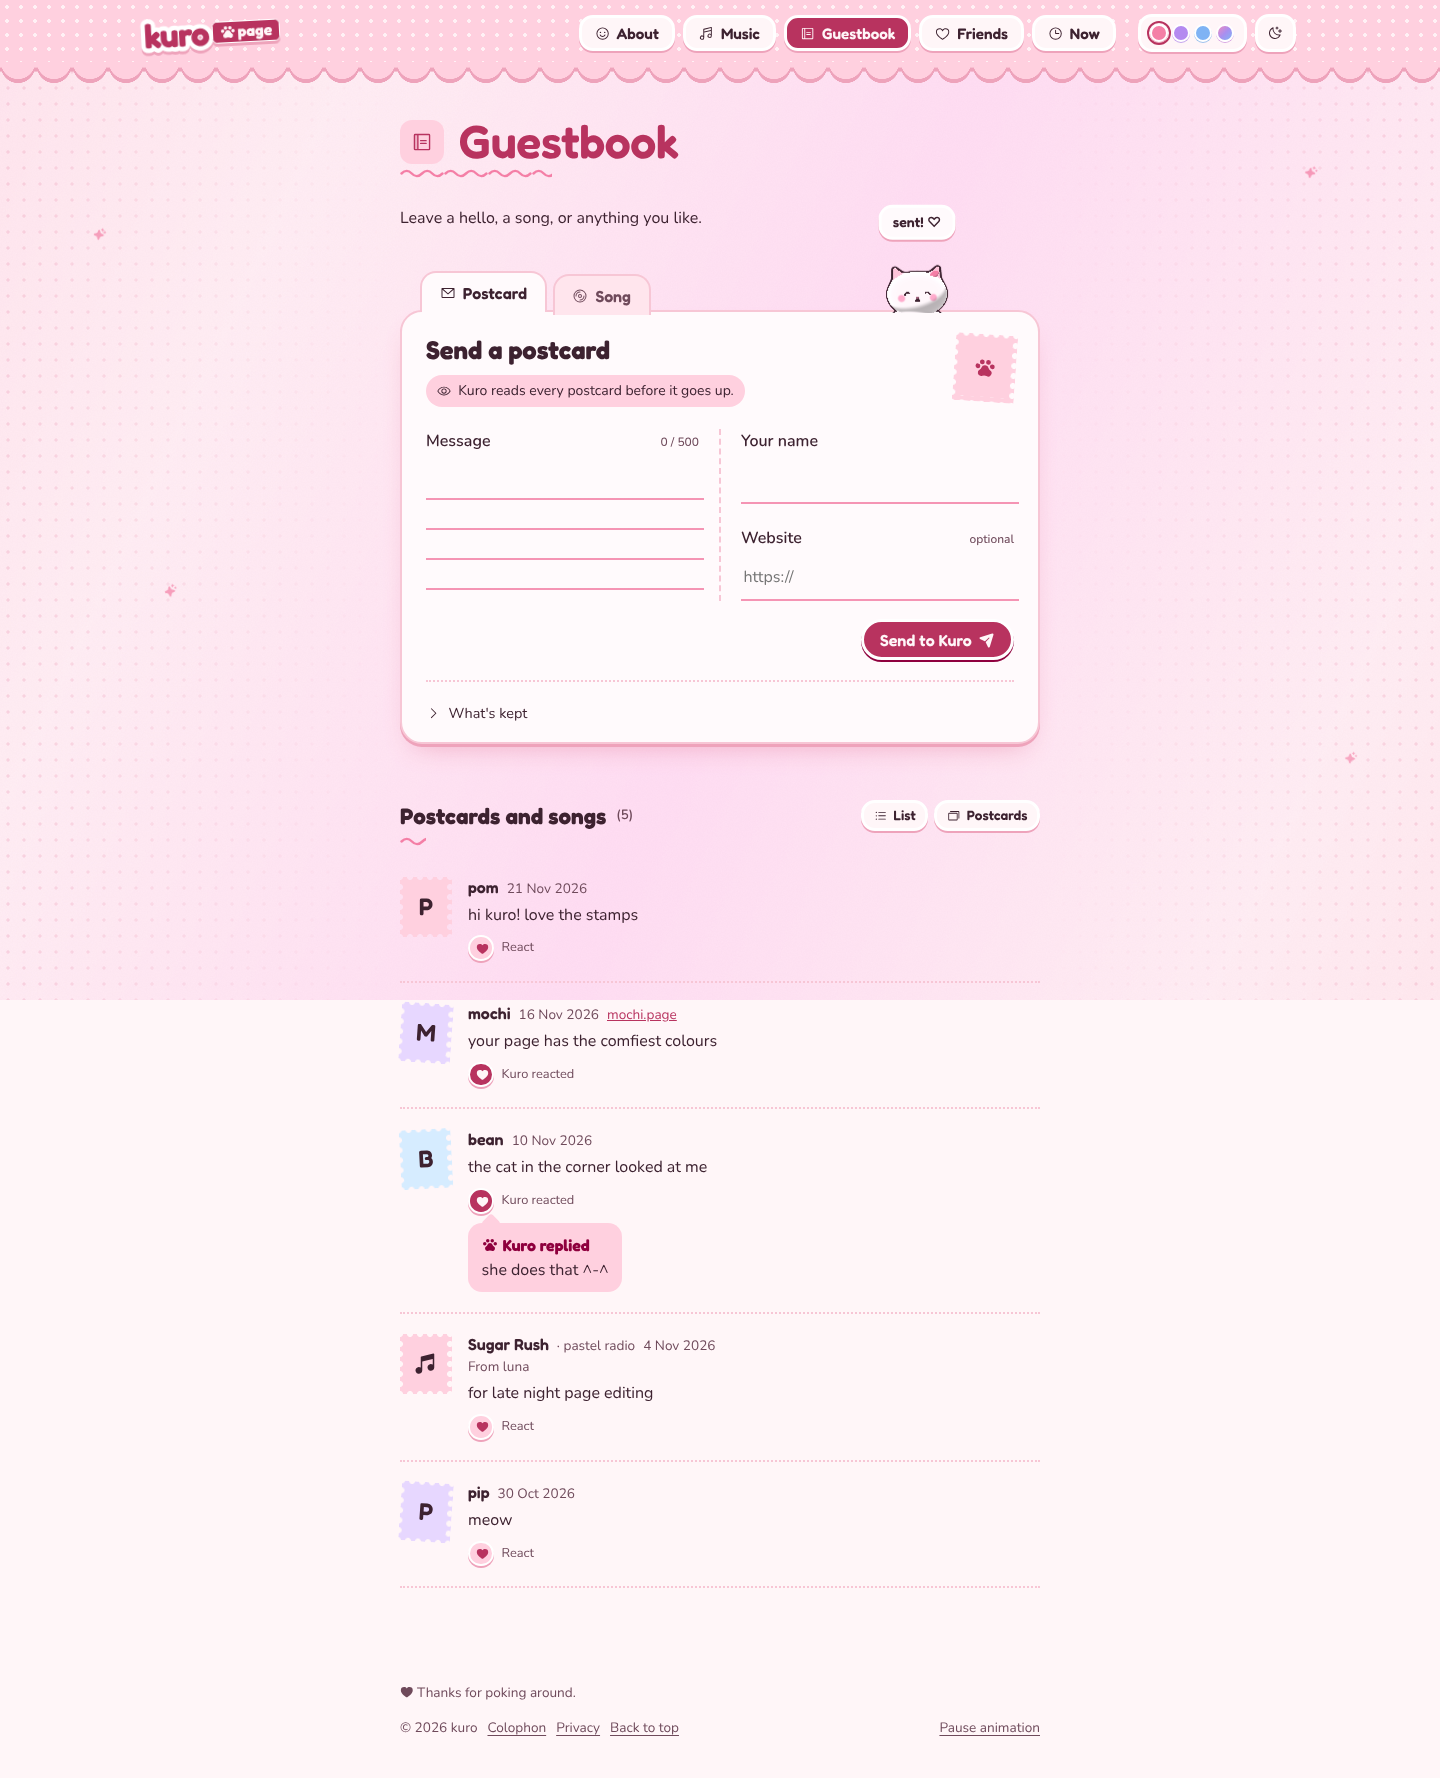 kuro page
About
Music
Guestbook
Friends
Now
Guestbook
Leave a hello, a song, or anything you like.
sent! ♡
Postcard
Song
Send a postcard
Kuro reads every postcard before it goes up.
Message
0 / 500
Your name
Website
optional
https://
Send to Kuro
What's kept
Postcards and songs (5)
List
Postcards
P
pom 21 Nov 2026
hi kuro! love the stamps
React
M
mochi 16 Nov 2026 mochi.page
your page has the comfiest colours
Kuro reacted
B
bean 10 Nov 2026
the cat in the corner looked at me
Kuro reacted
Kuro replied
she does that ^-^
Sugar Rush · pastel radio 4 Nov 2026
From luna
for late night page editing
React
P
pip 30 Oct 2026
meow
React
Thanks for poking around.
© 2026 kuro Colophon Privacy Back to top
Pause animation